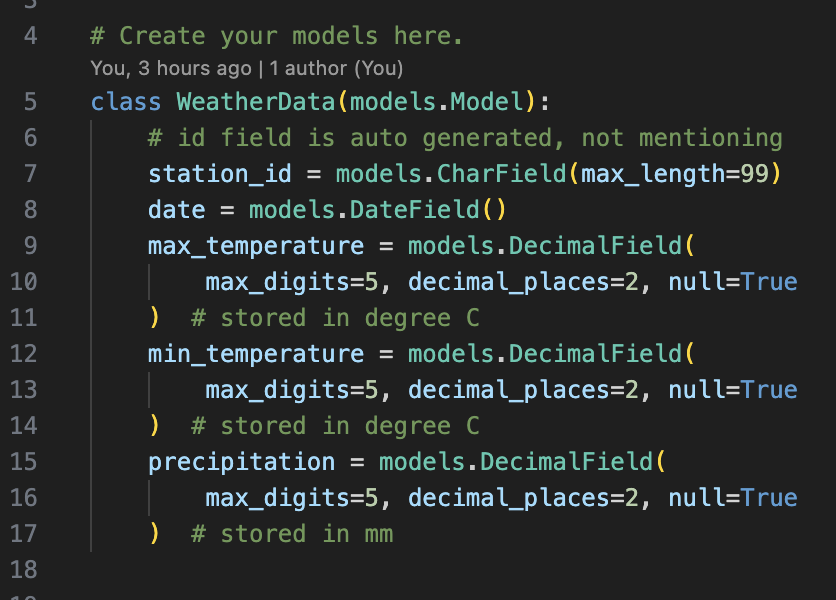 4 # Create your models here.
You, 3 hours ago | 1 author (You)
5 class WeatherData(models.Model):
6     # id field is auto generated, not mentioning
7     station_id = models.CharField(max_length=99)
8     date = models.DateField()
9     max_temperature = models.DecimalField(
10         max_digits=5, decimal_places=2, null=True
11     )  # stored in degree C
12     min_temperature = models.DecimalField(
13         max_digits=5, decimal_places=2, null=True
14     )  # stored in degree C
15     precipitation = models.DecimalField(
16         max_digits=5, decimal_places=2, null=True
17     )  # stored in mm
18